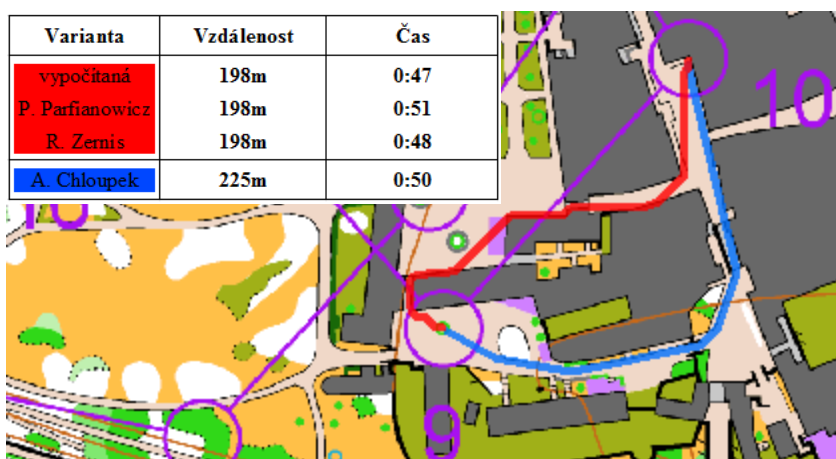 Varianta Vzdálenost Čas
vypočítaná 198m 0:47
P. Parfianowicz 198m 0:51
R. Zernis 198m 0:48
A. Chloupek 225m 0:50
10
9